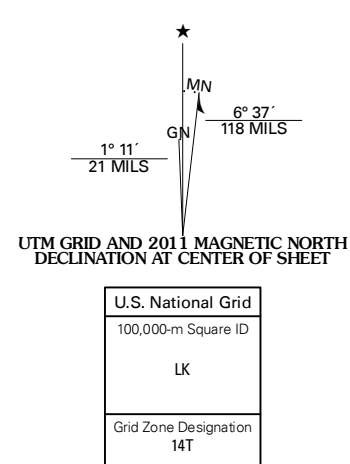 MN
6° 37´
118 MILS
GN
1° 11´
21 MILS
UTM GRID AND 2011 MAGNETIC NORTH
DECLINATION AT CENTER OF SHEET
U.S. National Grid
100,000-m Square ID
LK
Grid Zone Designation
14T